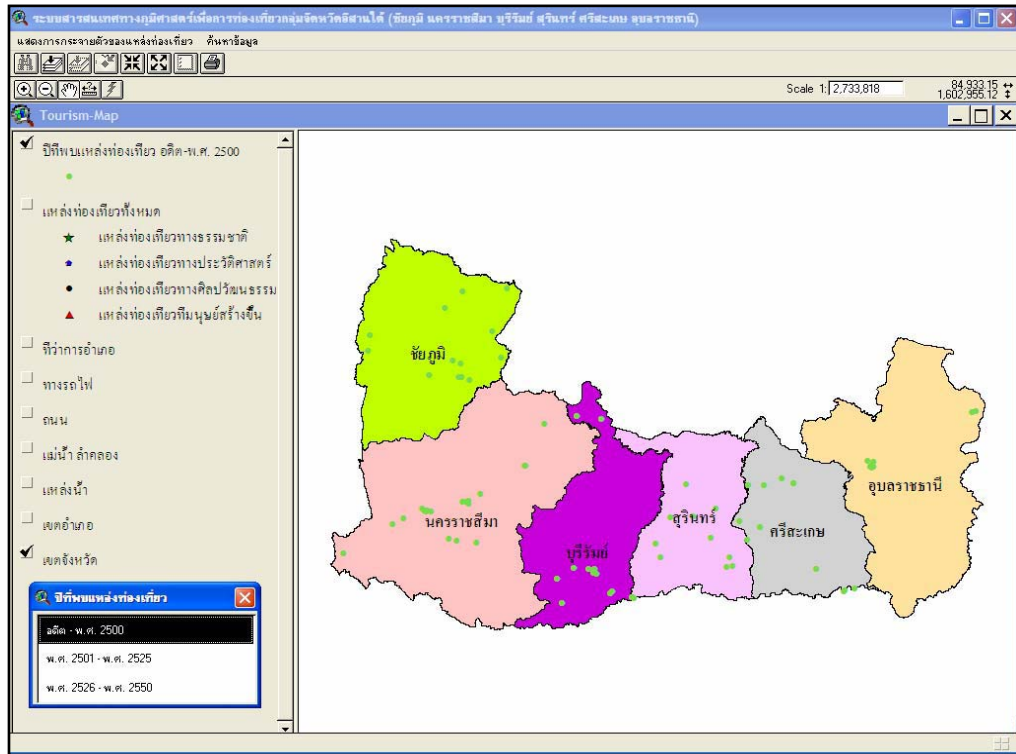 ระบบสารสนเทศทางภูมิศาสตร์เพื่อการท่องเที่ยวกลุ่มจังหวัดอีสานใต้ (ชัยภูมิ นครราชสีมา บุรีรัมย์ สุรินทร์ ศรีสะเกษ อุบลราชธานี)
แสดงการกระจายตัวของแหล่งท่องเที่ยว ค้นหาข้อมูล
Scale 1: 2,733,818
84,933.15
1,602,955.12
Tourism-Map
ปีที่พบแหล่งท่องเที่ยว อดีต-พ.ศ. 2500
แหล่งท่องเที่ยวทั้งหมด
แหล่งท่องเที่ยวทางธรรมชาติ
แหล่งท่องเที่ยวทางประวัติศาสตร์
แหล่งท่องเที่ยวทางศิลปวัฒนธรรม
แหล่งท่องเที่ยวที่มนุษย์สร้างขึ้น
ที่ว่าการอำเภอ
ทางรถไฟ
ถนน
แม่น้ำ ลำคลอง
แหล่งน้ำ
เขตอำเภอ
เขตจังหวัด
ปีที่พบแหล่งท่องเที่ยว
อดีต - พ.ศ. 2500
พ.ศ. 2501 - พ.ศ. 2525
พ.ศ. 2526 - พ.ศ. 2550
ชัยภูมิ
นครราชสีมา
บุรีรัมย์
สุรินทร์
ศรีสะเกษ
อุบลราชธานี